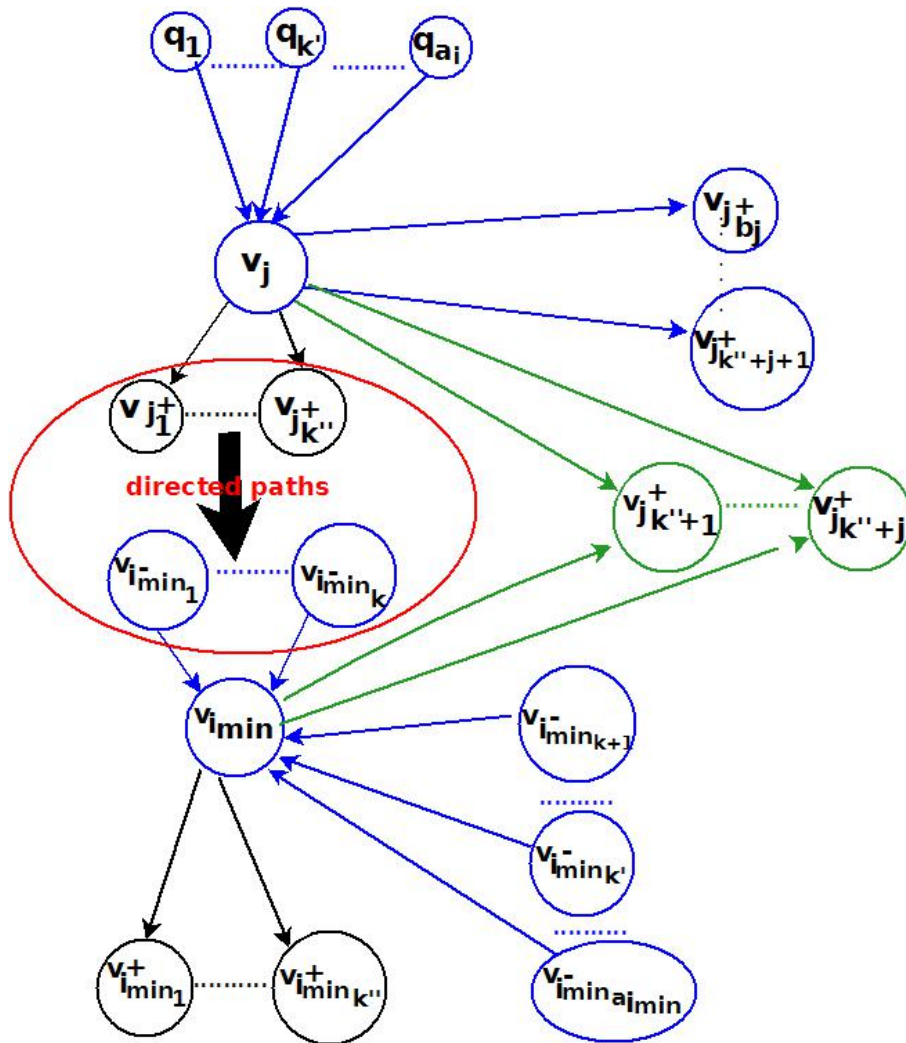 q1 qk' qai
vj+bj
vj
vj+k''+j+1
vj+1 vj+k''
directed paths
vj+k''+1 vj+k''+j
vi-min1 vi-mink
vimin vi-mink+1
vi-mink'
vi+min1 vi+mink'' vi-minaimin